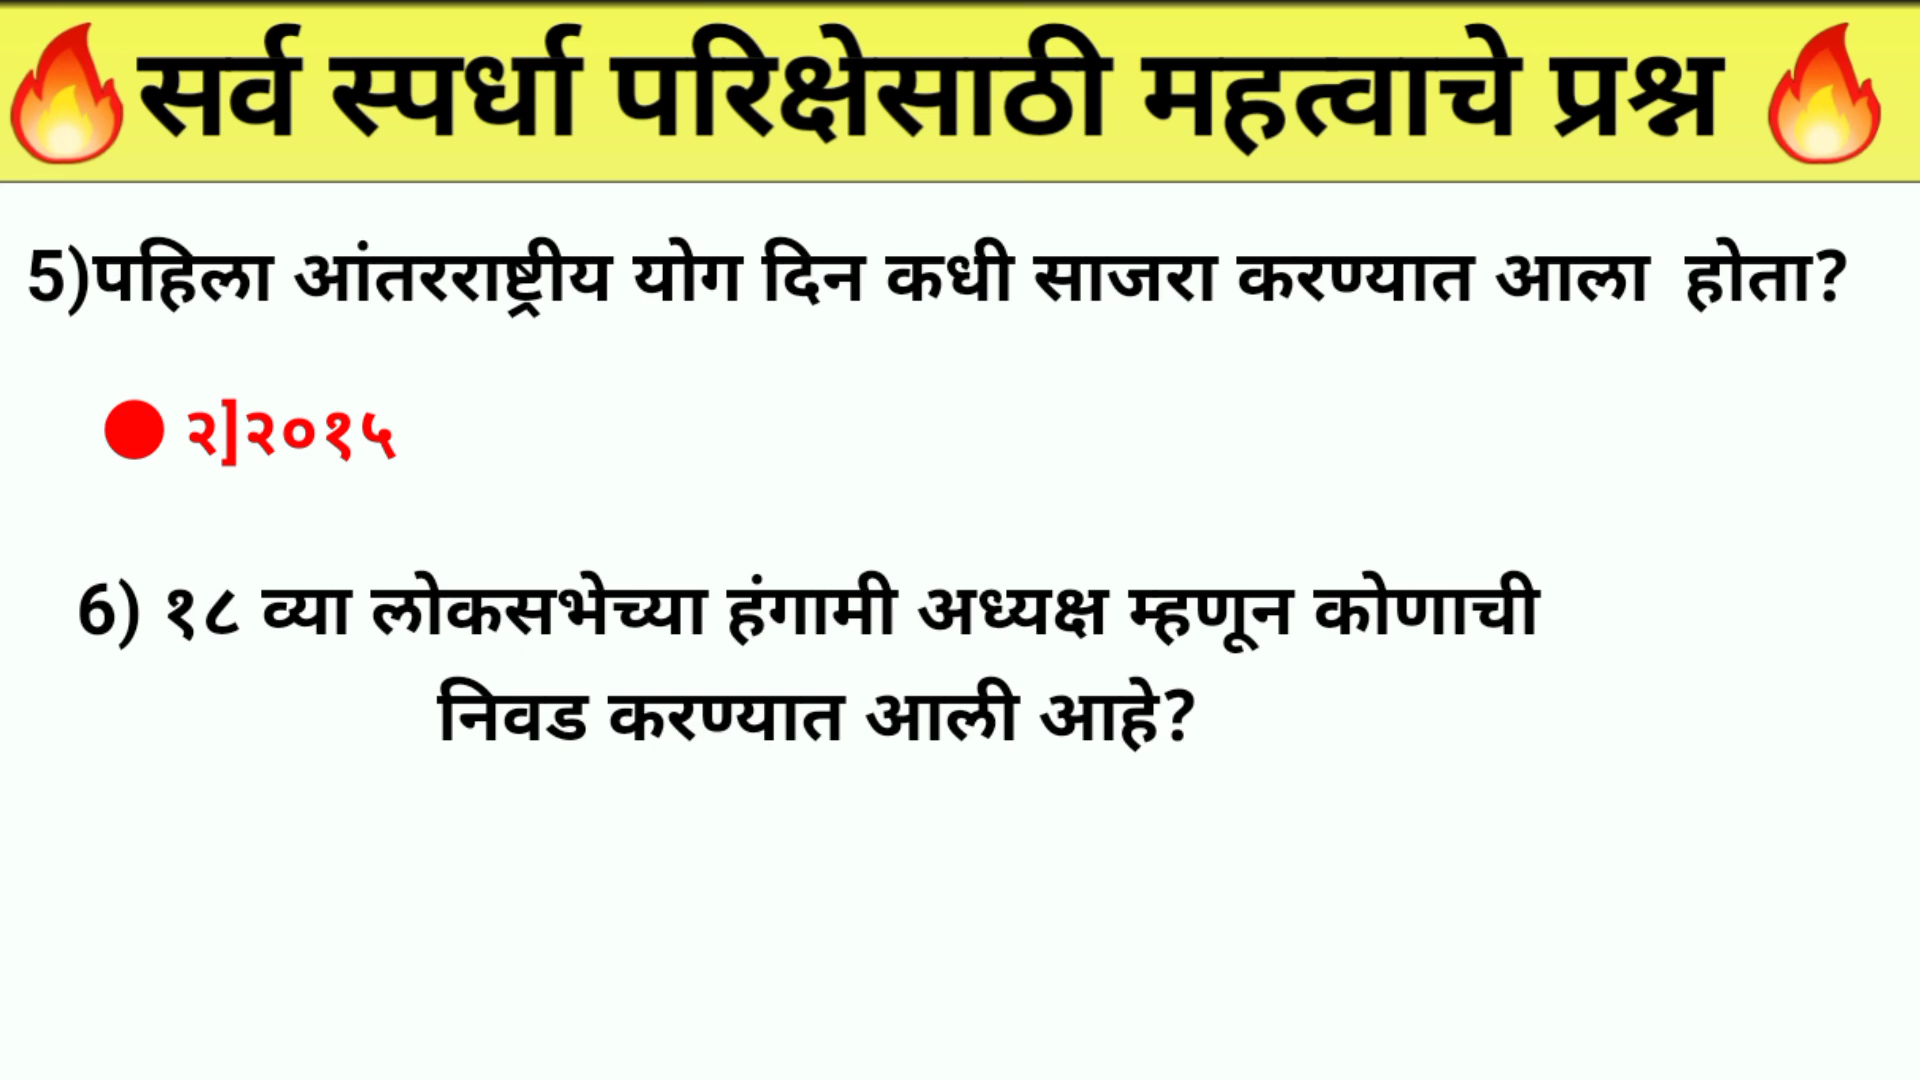 🔥सर्व स्पर्धा परिक्षेसाठी महत्वाचे प्रश्न 🔥
5)पहिला आंतरराष्ट्रीय योग दिन कधी साजरा करण्यात आला होता?
🔴 २]२०१५
6) १८ व्या लोकसभेच्या हंगामी अध्यक्ष म्हणून कोणाची
निवड करण्यात आली आहे?